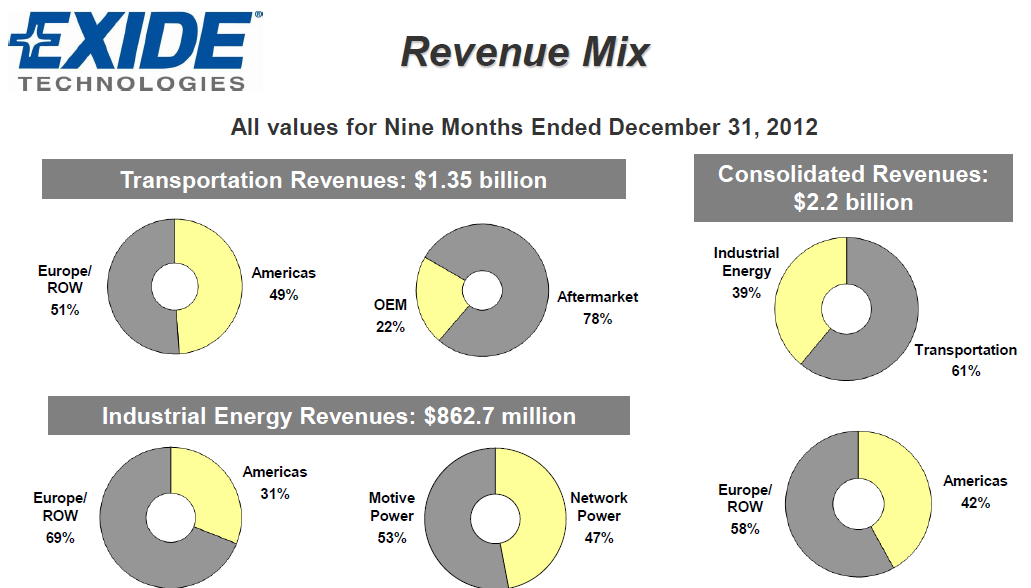 EXIDE®
TECHNOLOGIES
Revenue Mix
All values for Nine Months Ended December 31, 2012
Transportation Revenues: $1.35 billion
Europe/
ROW
51%
Americas
49%
OEM
22%
Aftermarket
78%
Consolidated Revenues:
$2.2 billion
Industrial
Energy
39%
Transportation
61%
Industrial Energy Revenues: $862.7 million
Europe/
ROW
69%
Americas
31%
Motive
Power
53%
Network
Power
47%
Europe/
ROW
58%
Americas
42%